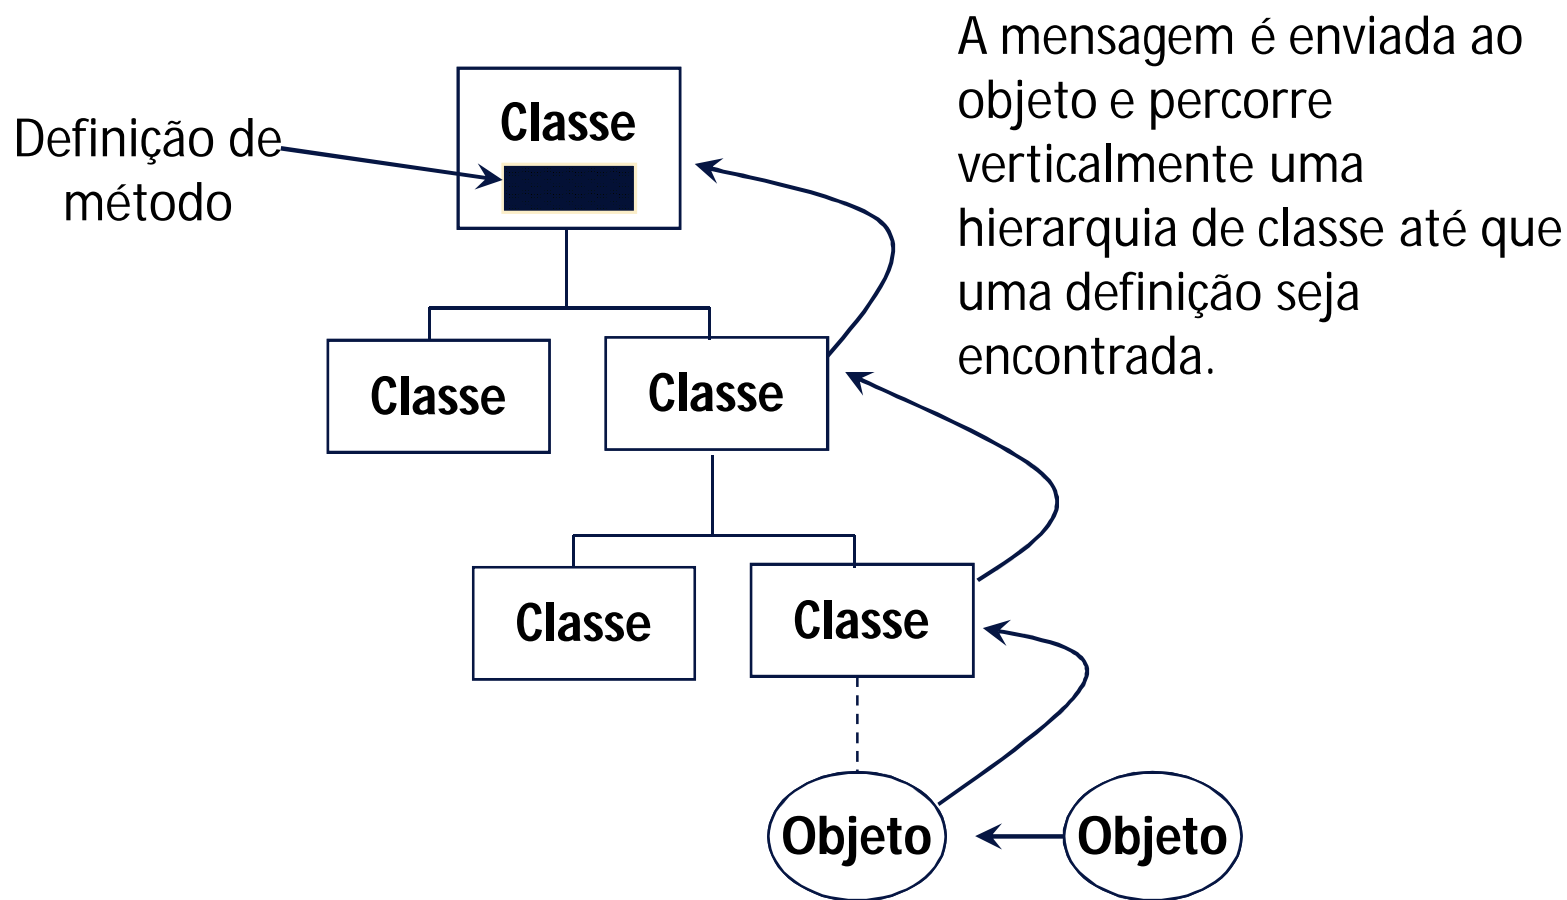 A mensagem é enviada ao
objeto e percorre
verticalmente uma
hierarquia de classe até que
uma definição seja
encontrada.
Definição de
método
Classe
Classe
Classe
Classe
Classe
Objeto
Objeto